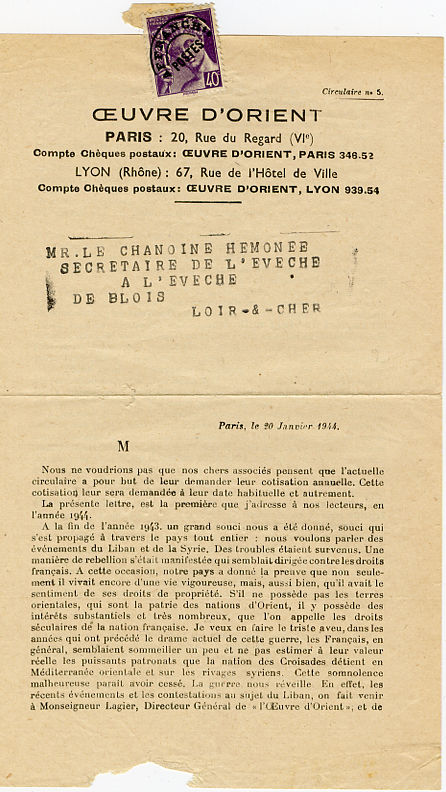 AFFRANCHts
POSTES
40c
Circulaire nº 5.
ŒUVRE D'ORIENT
PARIS : 20, Rue du Regard (VIe)
Compte Chèques postaux: ŒUVRE D'ORIENT, PARIS 346.52
LYON (Rhône) : 67, Rue de l'Hôtel de Ville
Compte Chèques postaux: ŒUVRE D'ORIENT, LYON 939.54
MR.LE CHANOINE HEMONEE
SECRETAIRE DE L'EVECHE
A L'EVECHE
DE BLOIS
LOIR-&-CHER
Paris, le 20 Janvier 1944.
M
Nous ne voudrions pas que nos chers associés pensent que l'actuelle
circulaire a pour but de leur demander leur cotisation annuelle. Cette
cotisation leur sera demandée à leur date habituelle et autrement.
La présente lettre, est la première que j'adresse à nos lecteurs, en
l'année 1944.
A la fin de l'année 1943. un grand souci nous a été donné, souci qui
s'est propagé à travers le pays tout entier : nous voulons parler des
événements du Liban et de la Syrie. Des troubles étaient survenus. Une
manière de rebellion s'était manifestée qui semblait dirigée contre les droits
français. A cette occasion, notre pays a donné la preuve que non seule-
ment il vivait encore d'une vie vigoureuse, mais, aussi bien, qu'il avait le
sentiment de ses droits de propriété. S'il ne possède pas les terres
orientales, qui sont la patrie des nations d'Orient, il y possède des
intérêts substantiels et très nombreux, que l'on appelle les droits
séculaires de la nation française. Je veux en faire le triste aveu, dans les
années qui ont précédé le drame actuel de cette guerre, les Français, en
général, semblaient sommeiller un peu et ne pas estimer à leur valeur
réelle les puissants patronats que la nation des Croisades détient en
Méditerranée orientale et sur les rivages syriens. Cette somnolence
malheureuse paraît avoir cessé. La guerre nous réveille. En effet, les
récents événements et les contestations au sujet du Liban, on fait venir
à Monseigneur Lagier, Directeur Général de « l'Œuvre d'Orient », et de